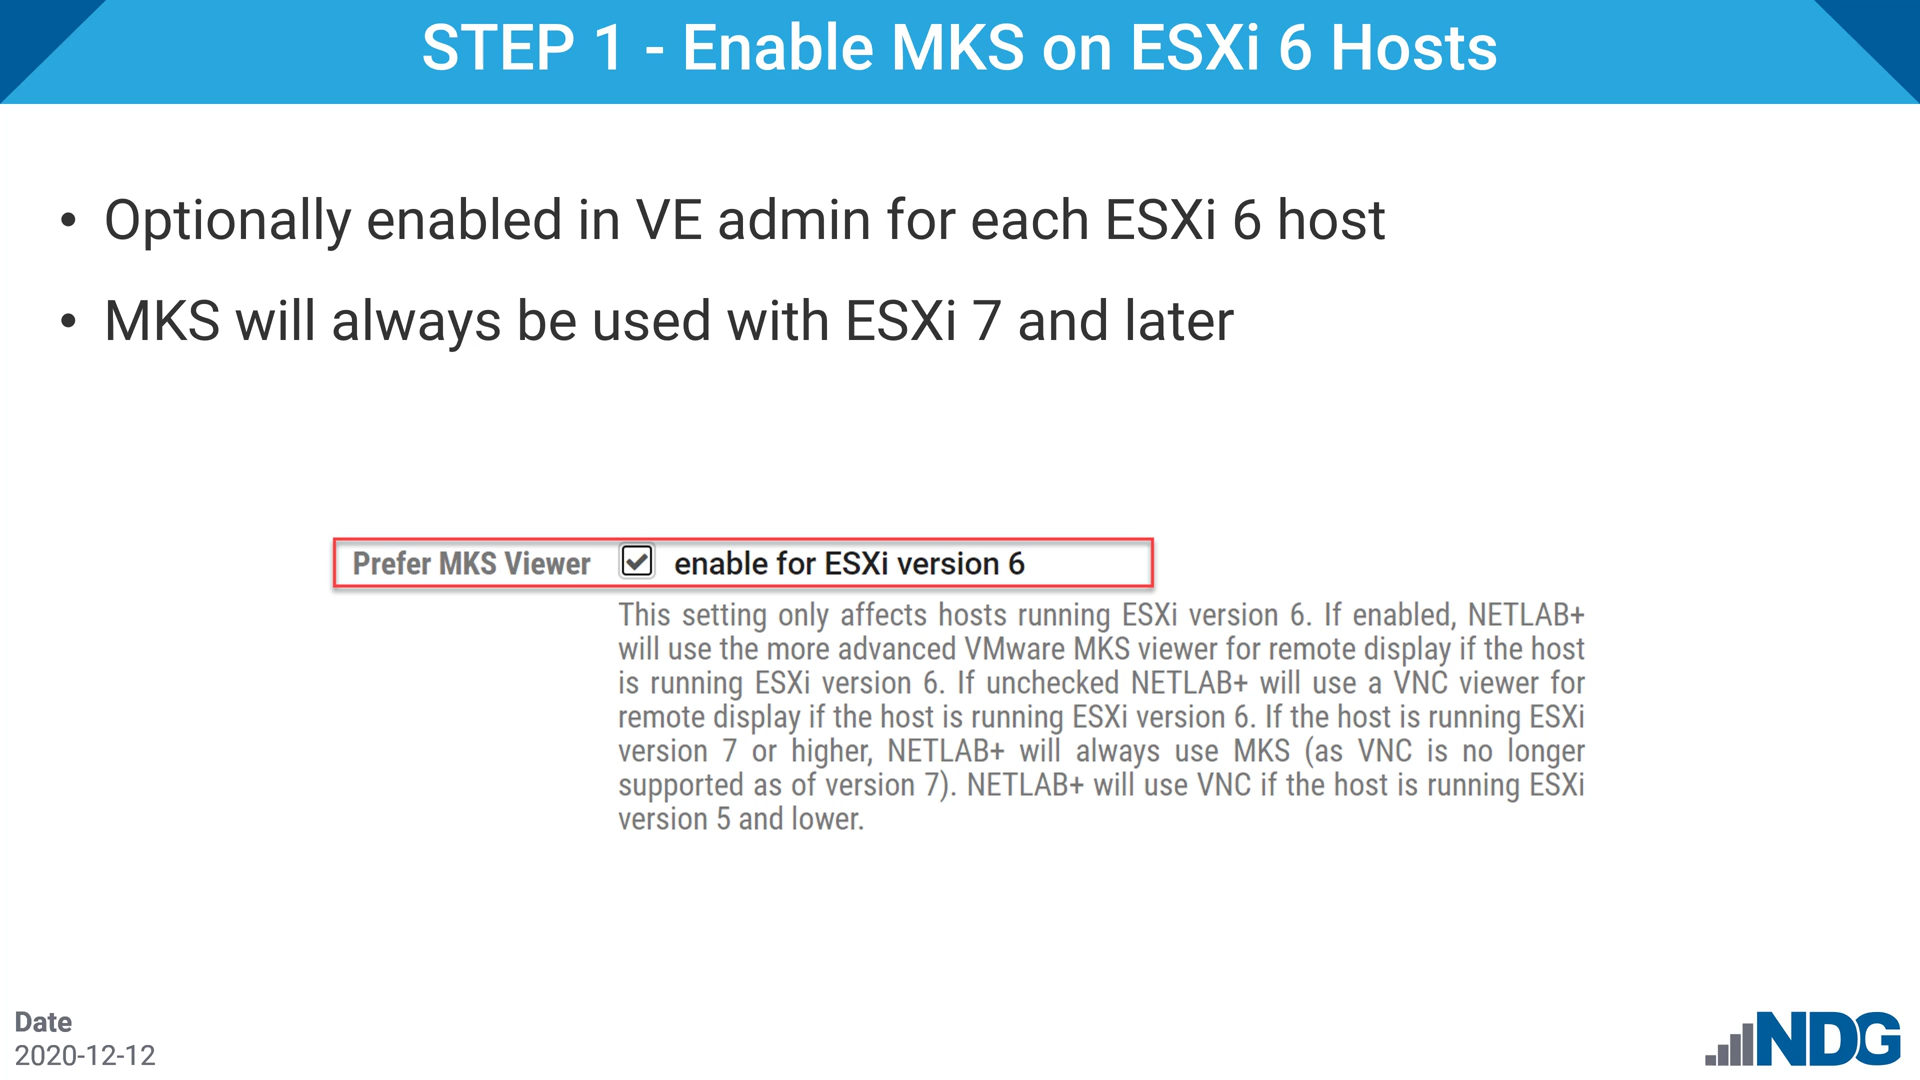 STEP 1 - Enable MKS on ESXi 6 Hosts
• Optionally enabled in VE admin for each ESXi 6 host
• MKS will always be used with ESXi 7 and later
Prefer MKS Viewer enable for ESXi version 6
This setting only affects hosts running ESXi version 6. If enabled, NETLAB+
will use the more advanced VMware MKS viewer for remote display if the host
is running ESXi version 6. If unchecked NETLAB+ will use a VNC viewer for
remote display if the host is running ESXi version 6. If the host is running ESXi
version 7 or higher, NETLAB+ will always use MKS (as VNC is no longer
supported as of version 7). NETLAB+ will use VNC if the host is running ESXi
version 5 and lower.
Date
2020-12-12
NDG